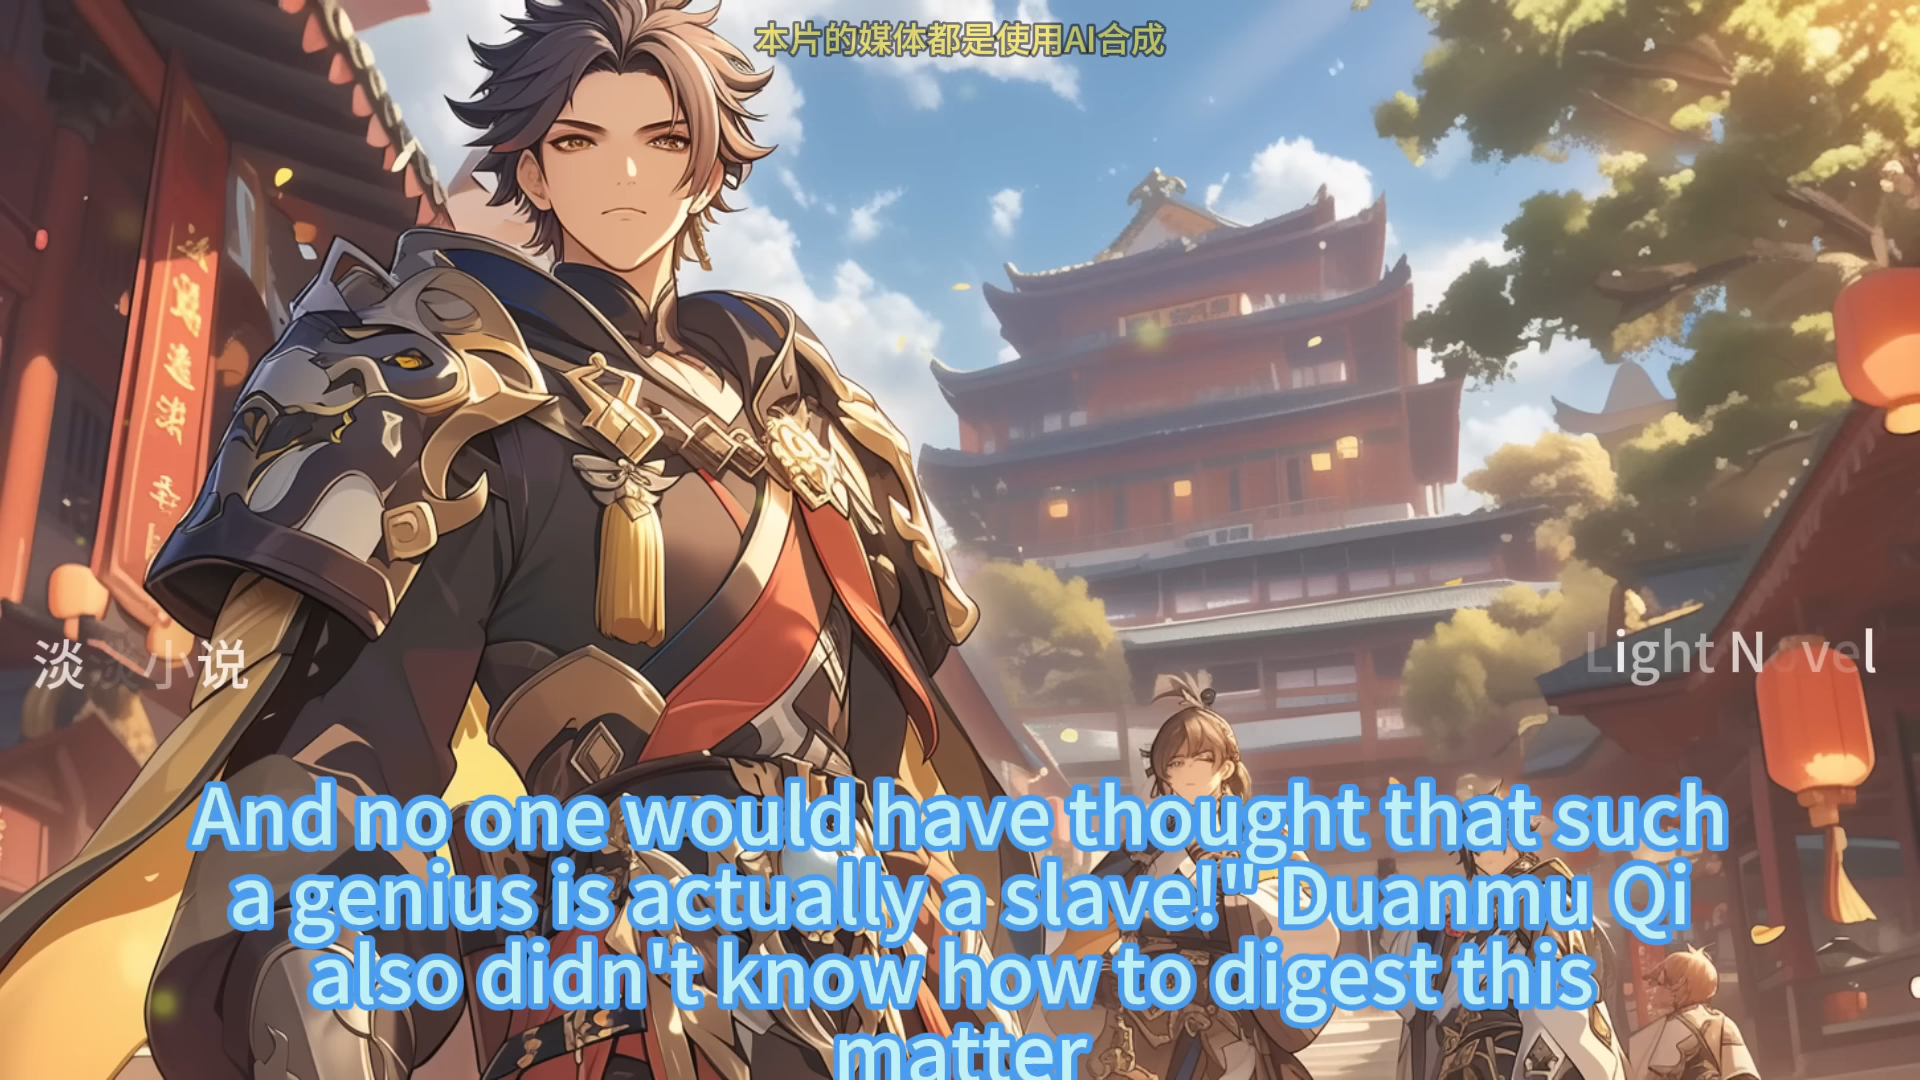 本片的媒体都是使用AI合成
淡淡小说
Light Novel
And no one would have thought that such
a genius is actually a slave!" Duanmu Qi
also didn't know how to digest this
matter